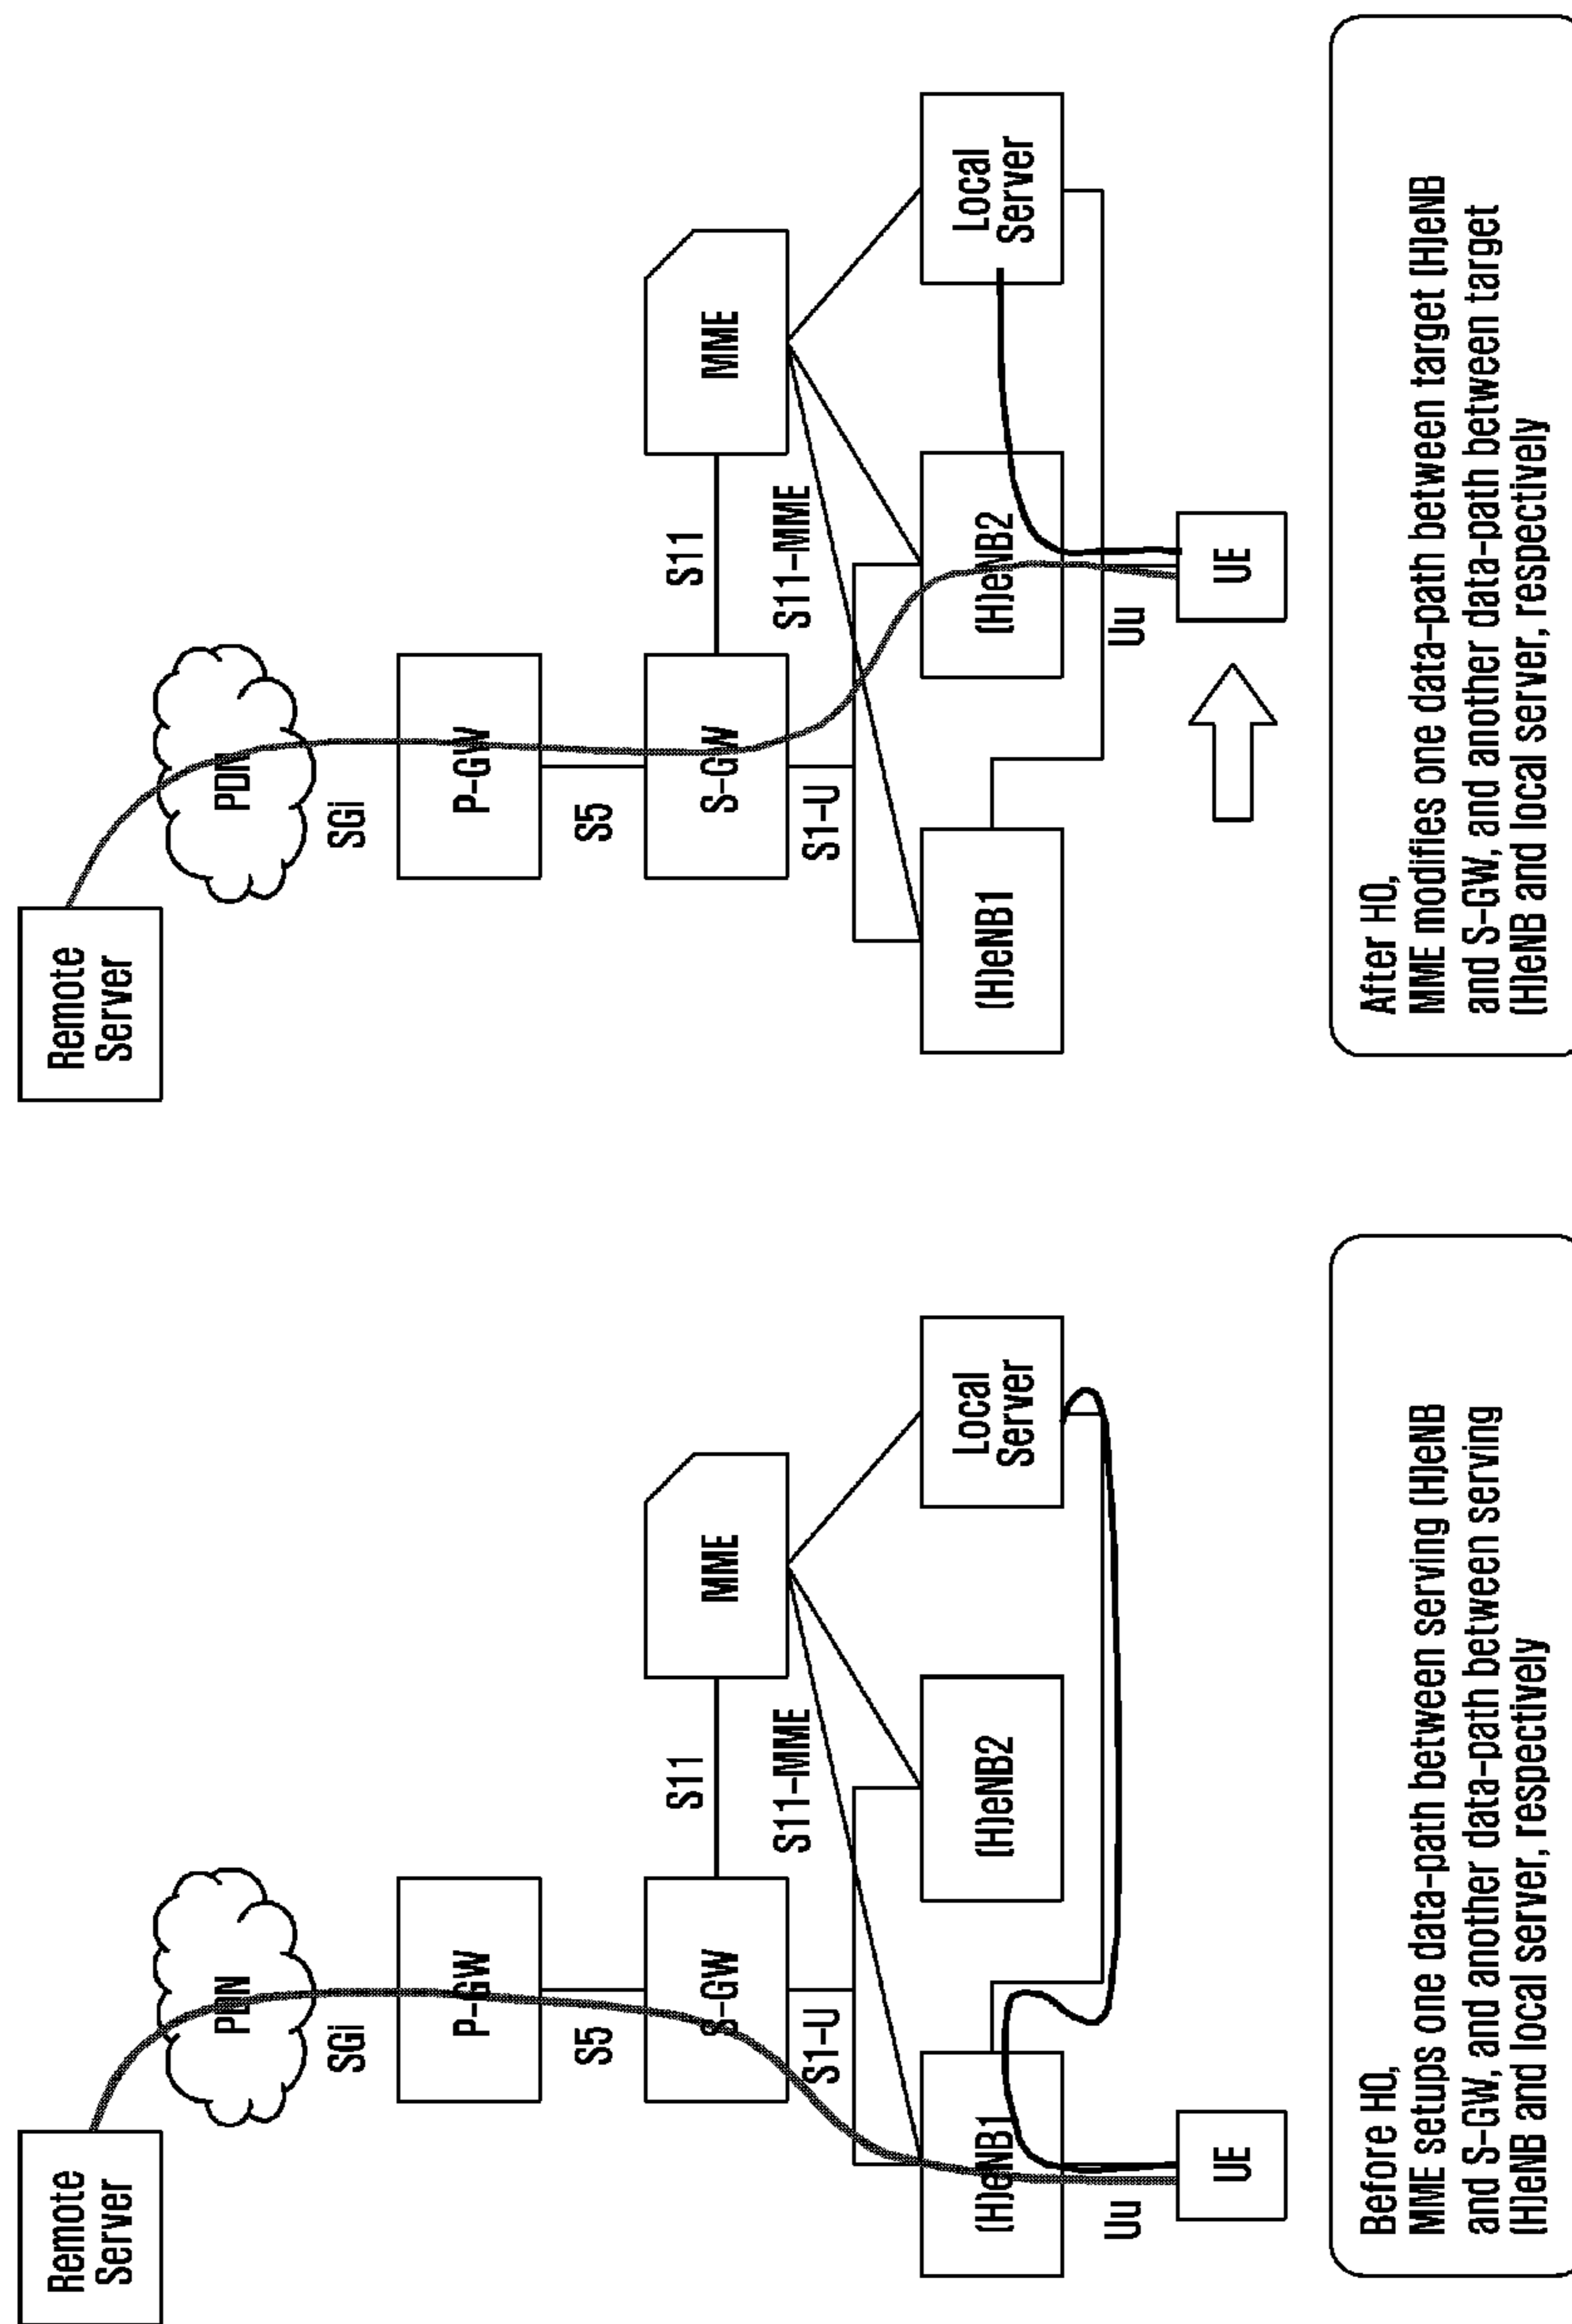 Remote
Server
PDN
SGi
P-GW
S5
S-GW
S11
MME
S1-U
S11-MME
(H)eNB1
(H)eNB2
Local
Server
Uu
UE
Before HO,
MME setups one data-path between serving (H)eNB
and S-GW, and another data-path between serving
(H)eNB and local server, respectively
Remote
Server
PDN
SGi
P-GW
S5
S-GW
S11
MME
S1-U
S11-MME
(H)eNB1
(H)eNB2
Local
Server
Uu
UE
After HO,
MME modifies one data-path between target (H)eNB
and S-GW, and another data-path between target
(H)eNB and local server, respectively